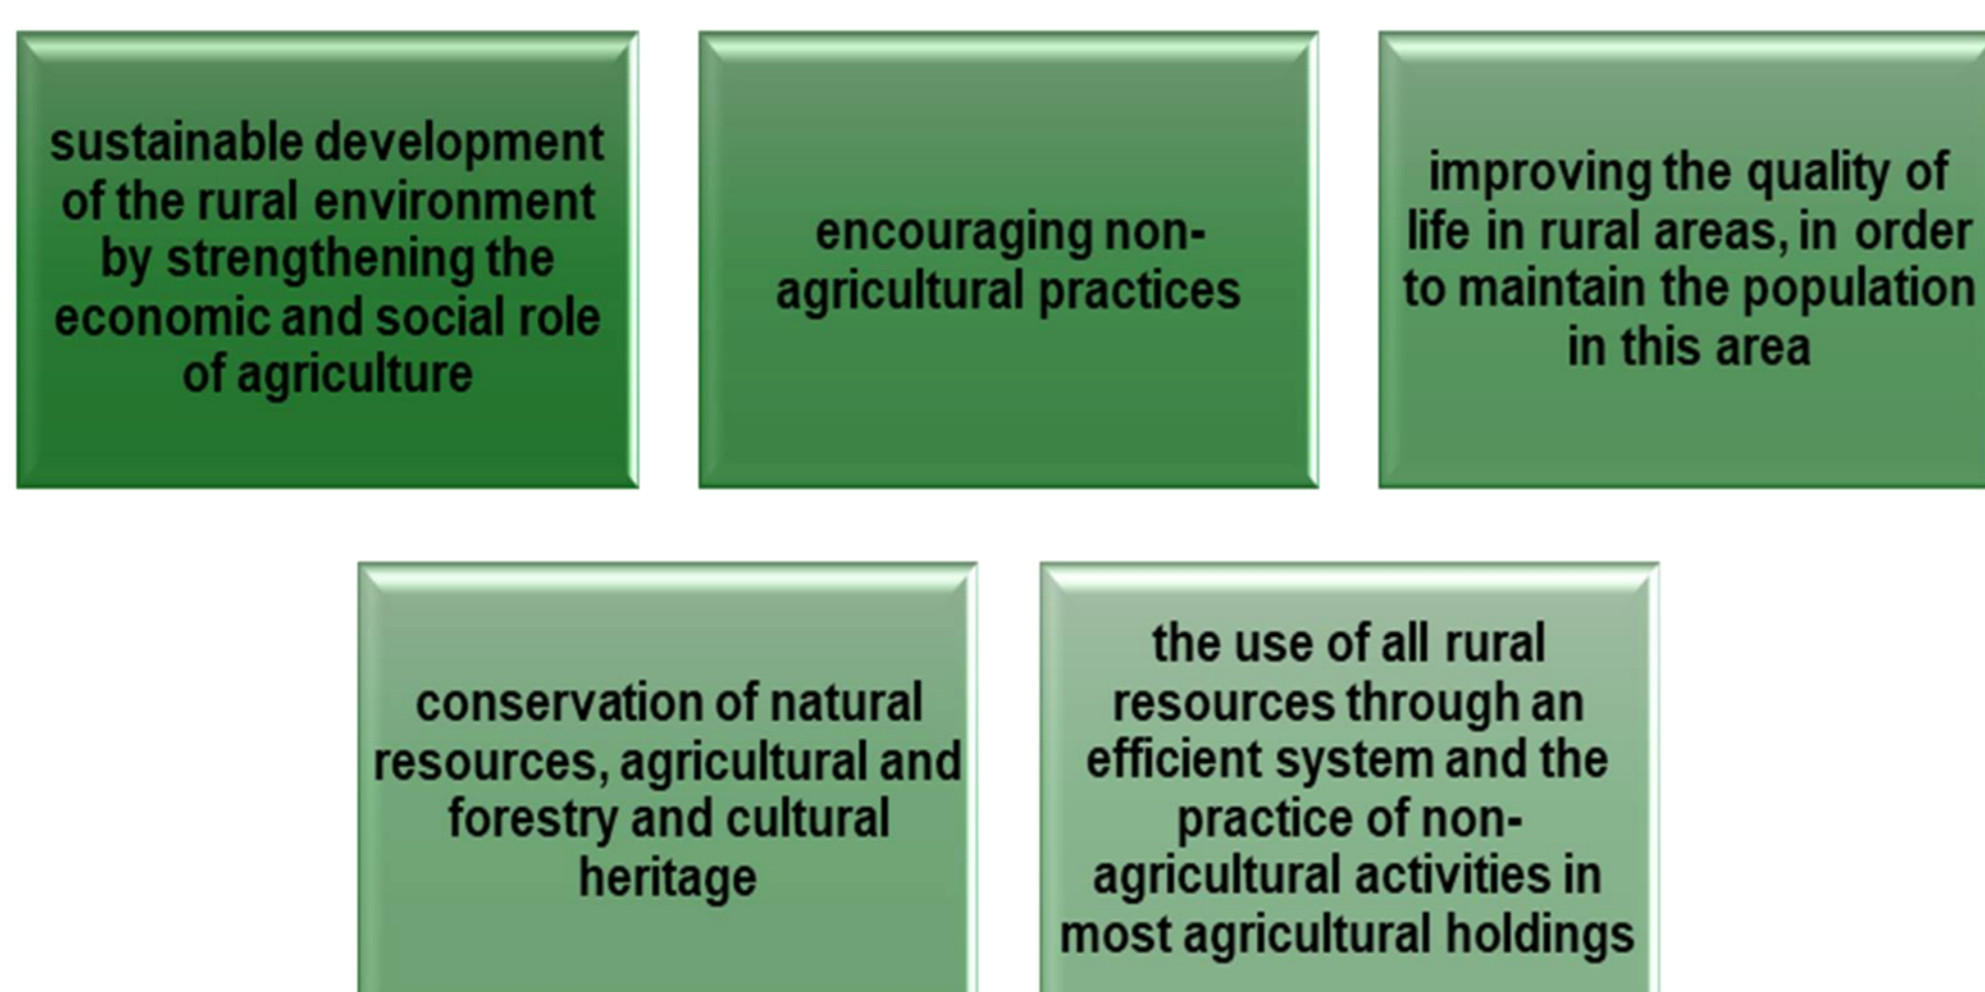 sustainable development
of the rural environment
by strengthening the
economic and social role
of agriculture
encouraging non-
agricultural practices
improving the quality of
life in rural areas, in order
to maintain the population
in this area
conservation of natural
resources, agricultural and
forestry and cultural
heritage
the use of all rural
resources through an
efficient system and the
practice of non-
agricultural activities in
most agricultural holdings